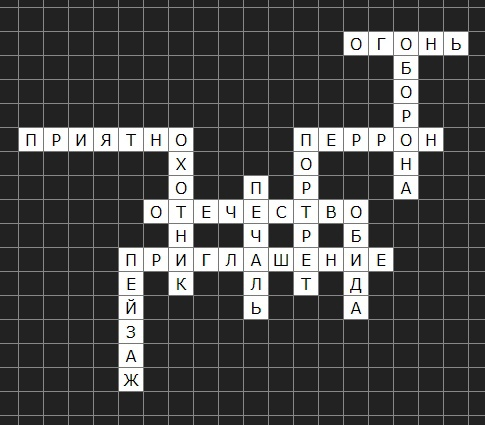 ОГОНЬ
ОБОРОНА
ПРИЯТНО
ОХОТНИК
ПЕРРОН
ПОРТРЕТ
ПЕЧАЛЬ
ОТЕЧЕСТВО
ОБИДА
ПРИГЛАШЕНИЕ
ПЕЙЗАЖ